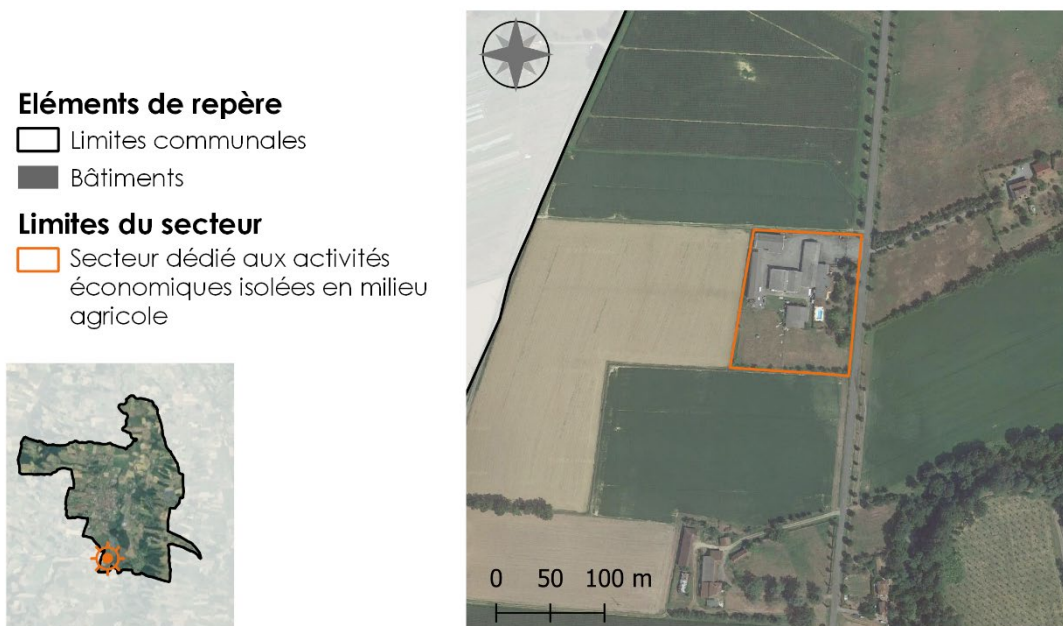 Eléments de repère
Limites communales
Bâtiments
Limites du secteur
Secteur dédié aux activités
économiques isolées en milieu
agricole
0 50 100 m